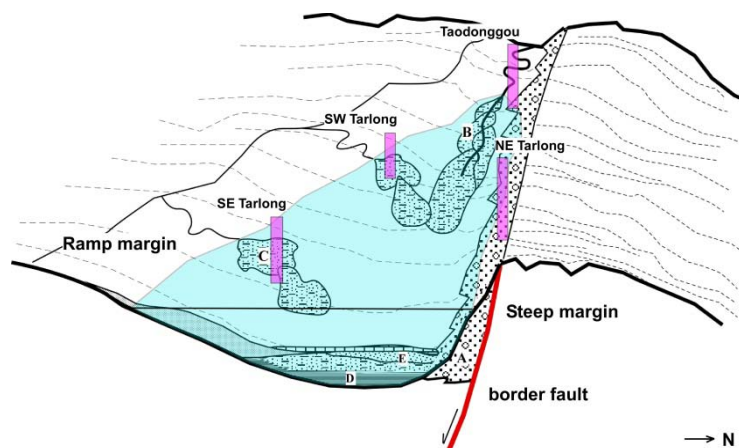 Taodonggou
SW Tarlong
B
NE Tarlong
SE Tarlong
Ramp margin
C
Steep margin
E
A
D
border fault
N